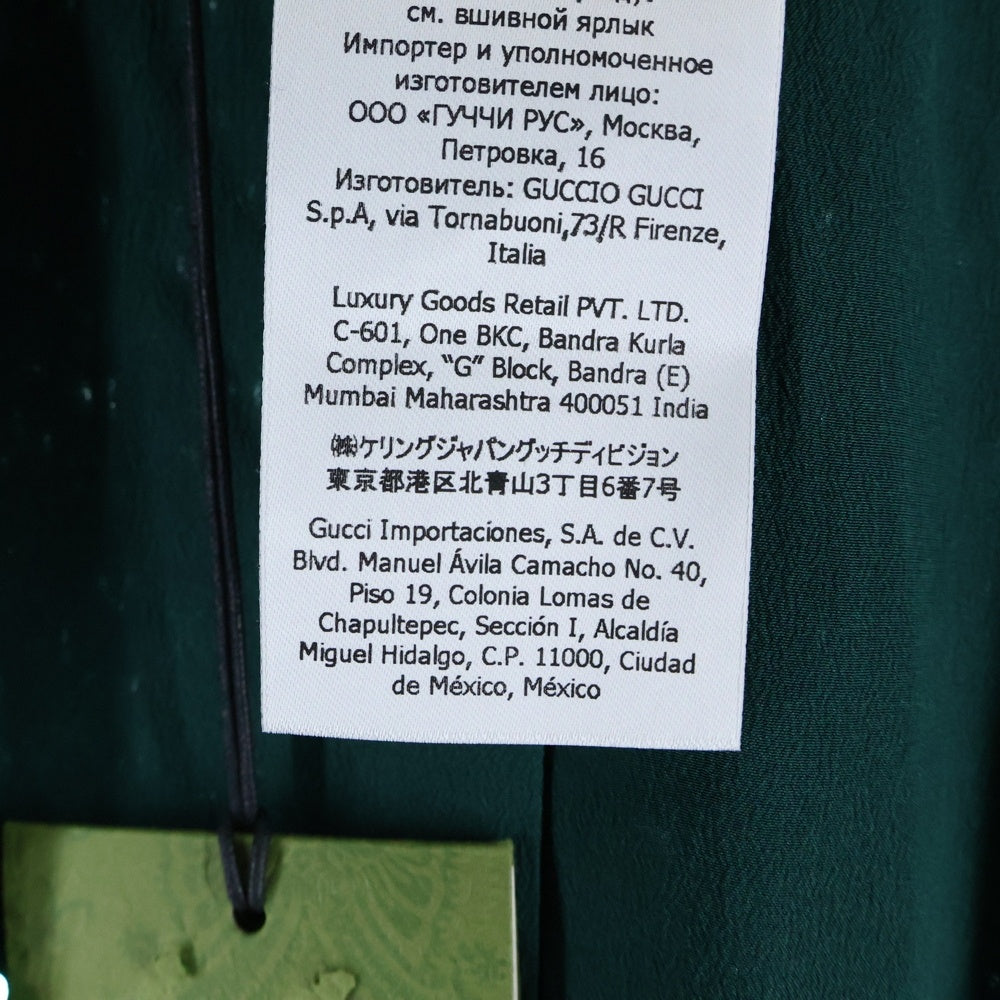 см. вшивной ярлык
Импортер и уполномоченное
изготовителем лицо:
ООО «ГУЧЧИ РУС», Москва,
Петровка, 16
Изготовитель: GUCCIO GUCCI
S.p.A, via Tornabuoni,73/R Firenze,
Italia
Luxury Goods Retail PVT. LTD.
C-601, One BKC, Bandra Kurla
Complex, “G” Block, Bandra (E)
Mumbai Maharashtra 400051 India
㈱ケリングジャパングッチディビジョン
東京都港区北青山3丁目6番7号
Gucci Importaciones, S.A. de C.V.
Blvd. Manuel Ávila Camacho No. 40,
Piso 19, Colonia Lomas de
Chapultepec, Sección I, Alcaldía
Miguel Hidalgo, C.P. 11000, Ciudad
de México, México